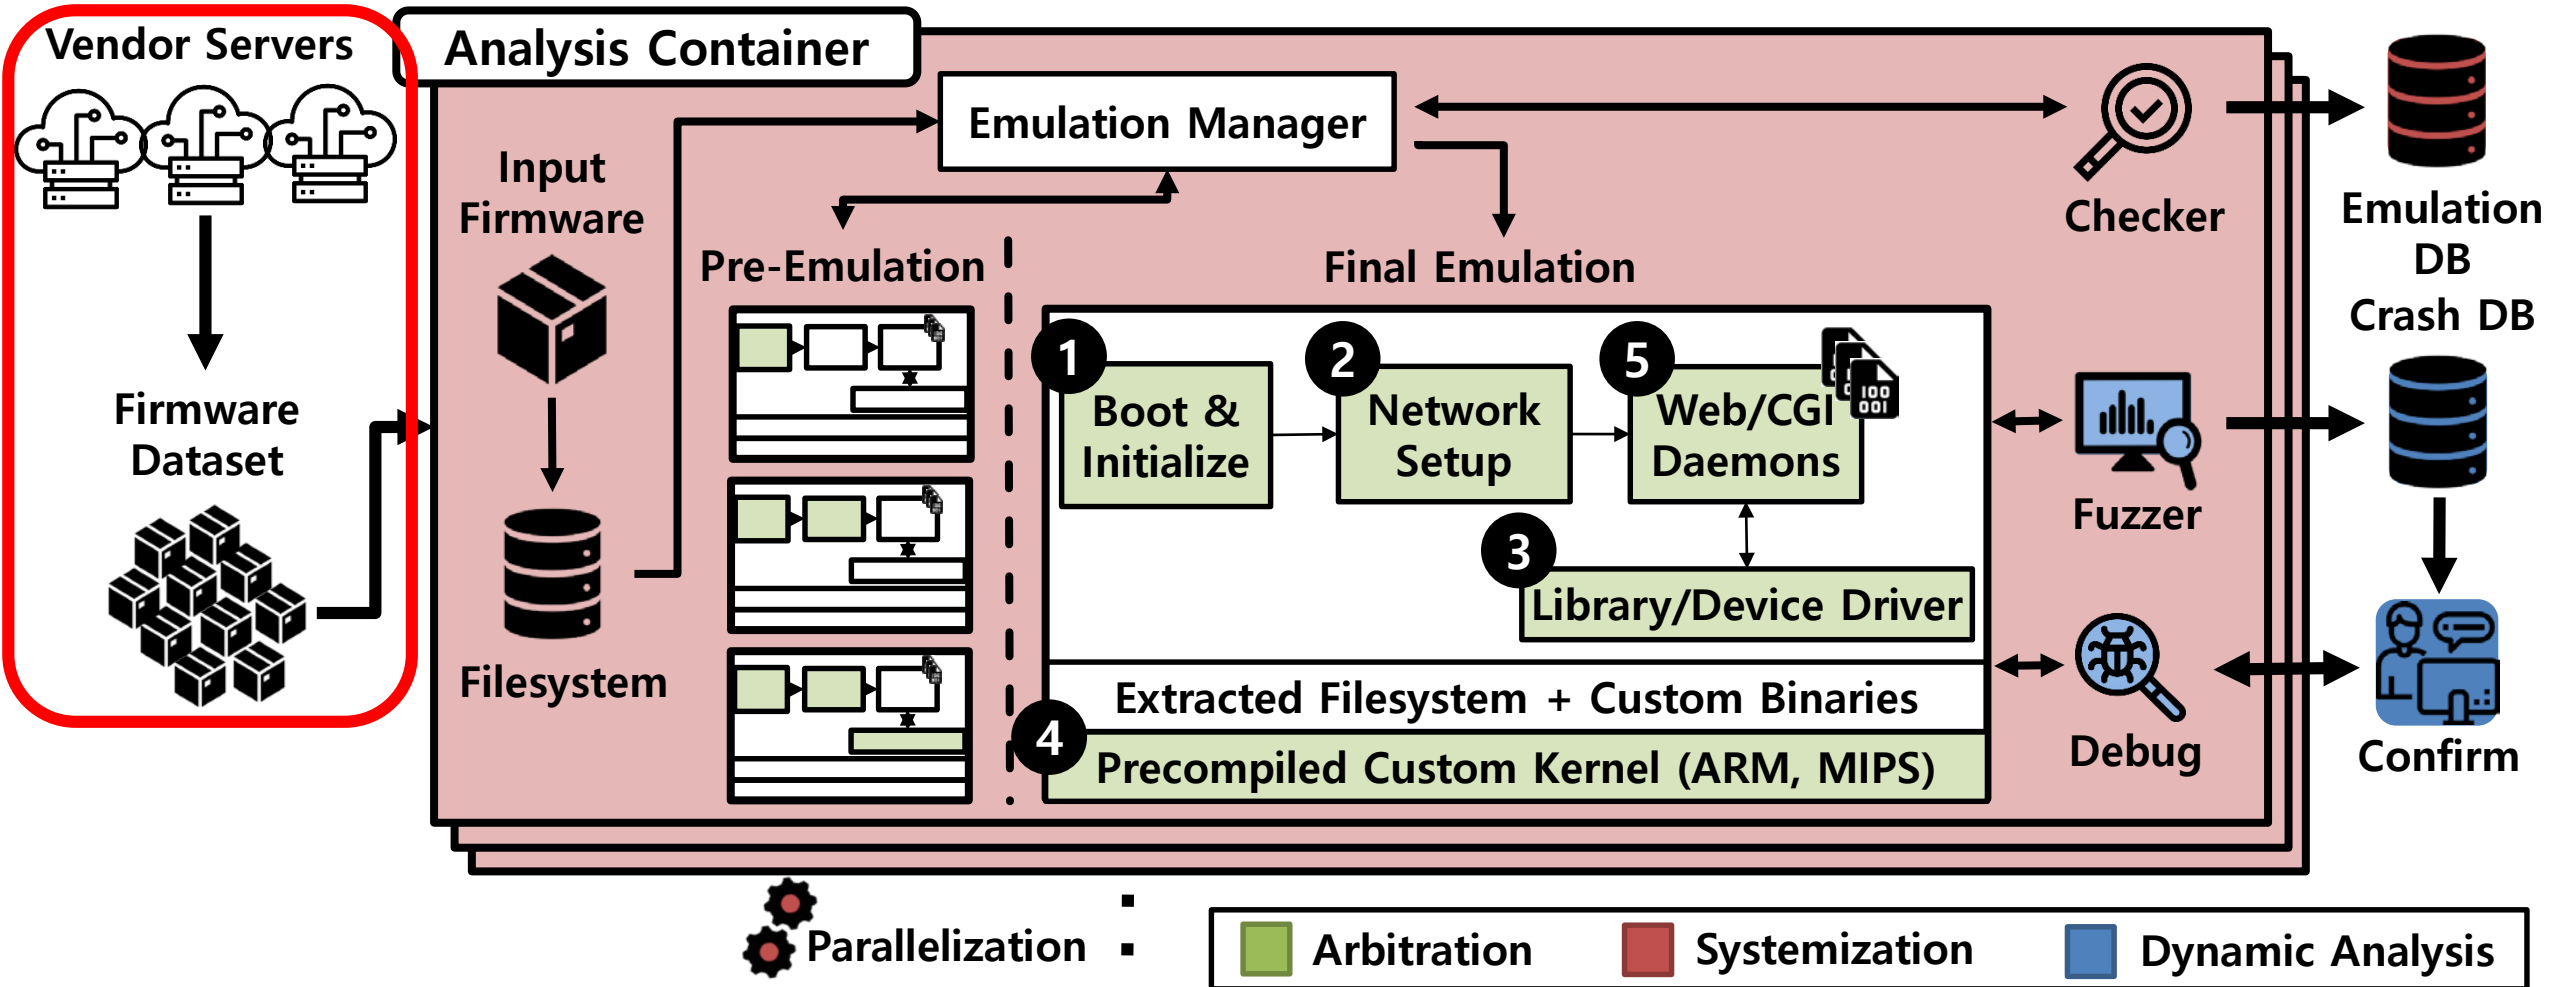 Vendor Servers
Firmware
Dataset
Analysis Container
Input
Firmware
Filesystem
Emulation Manager
Pre-Emulation
Final Emulation
1
Boot &
Initialize
2
Network
Setup
5
Web/CGI
Daemons
100
001
3
Library/Device Driver
Extracted Filesystem + Custom Binaries
4
Precompiled Custom Kernel (ARM, MIPS)
Checker
Fuzzer
Debug
Emulation
DB
Crash DB
Confirm
Parallelization
Arbitration
Systemization
Dynamic Analysis